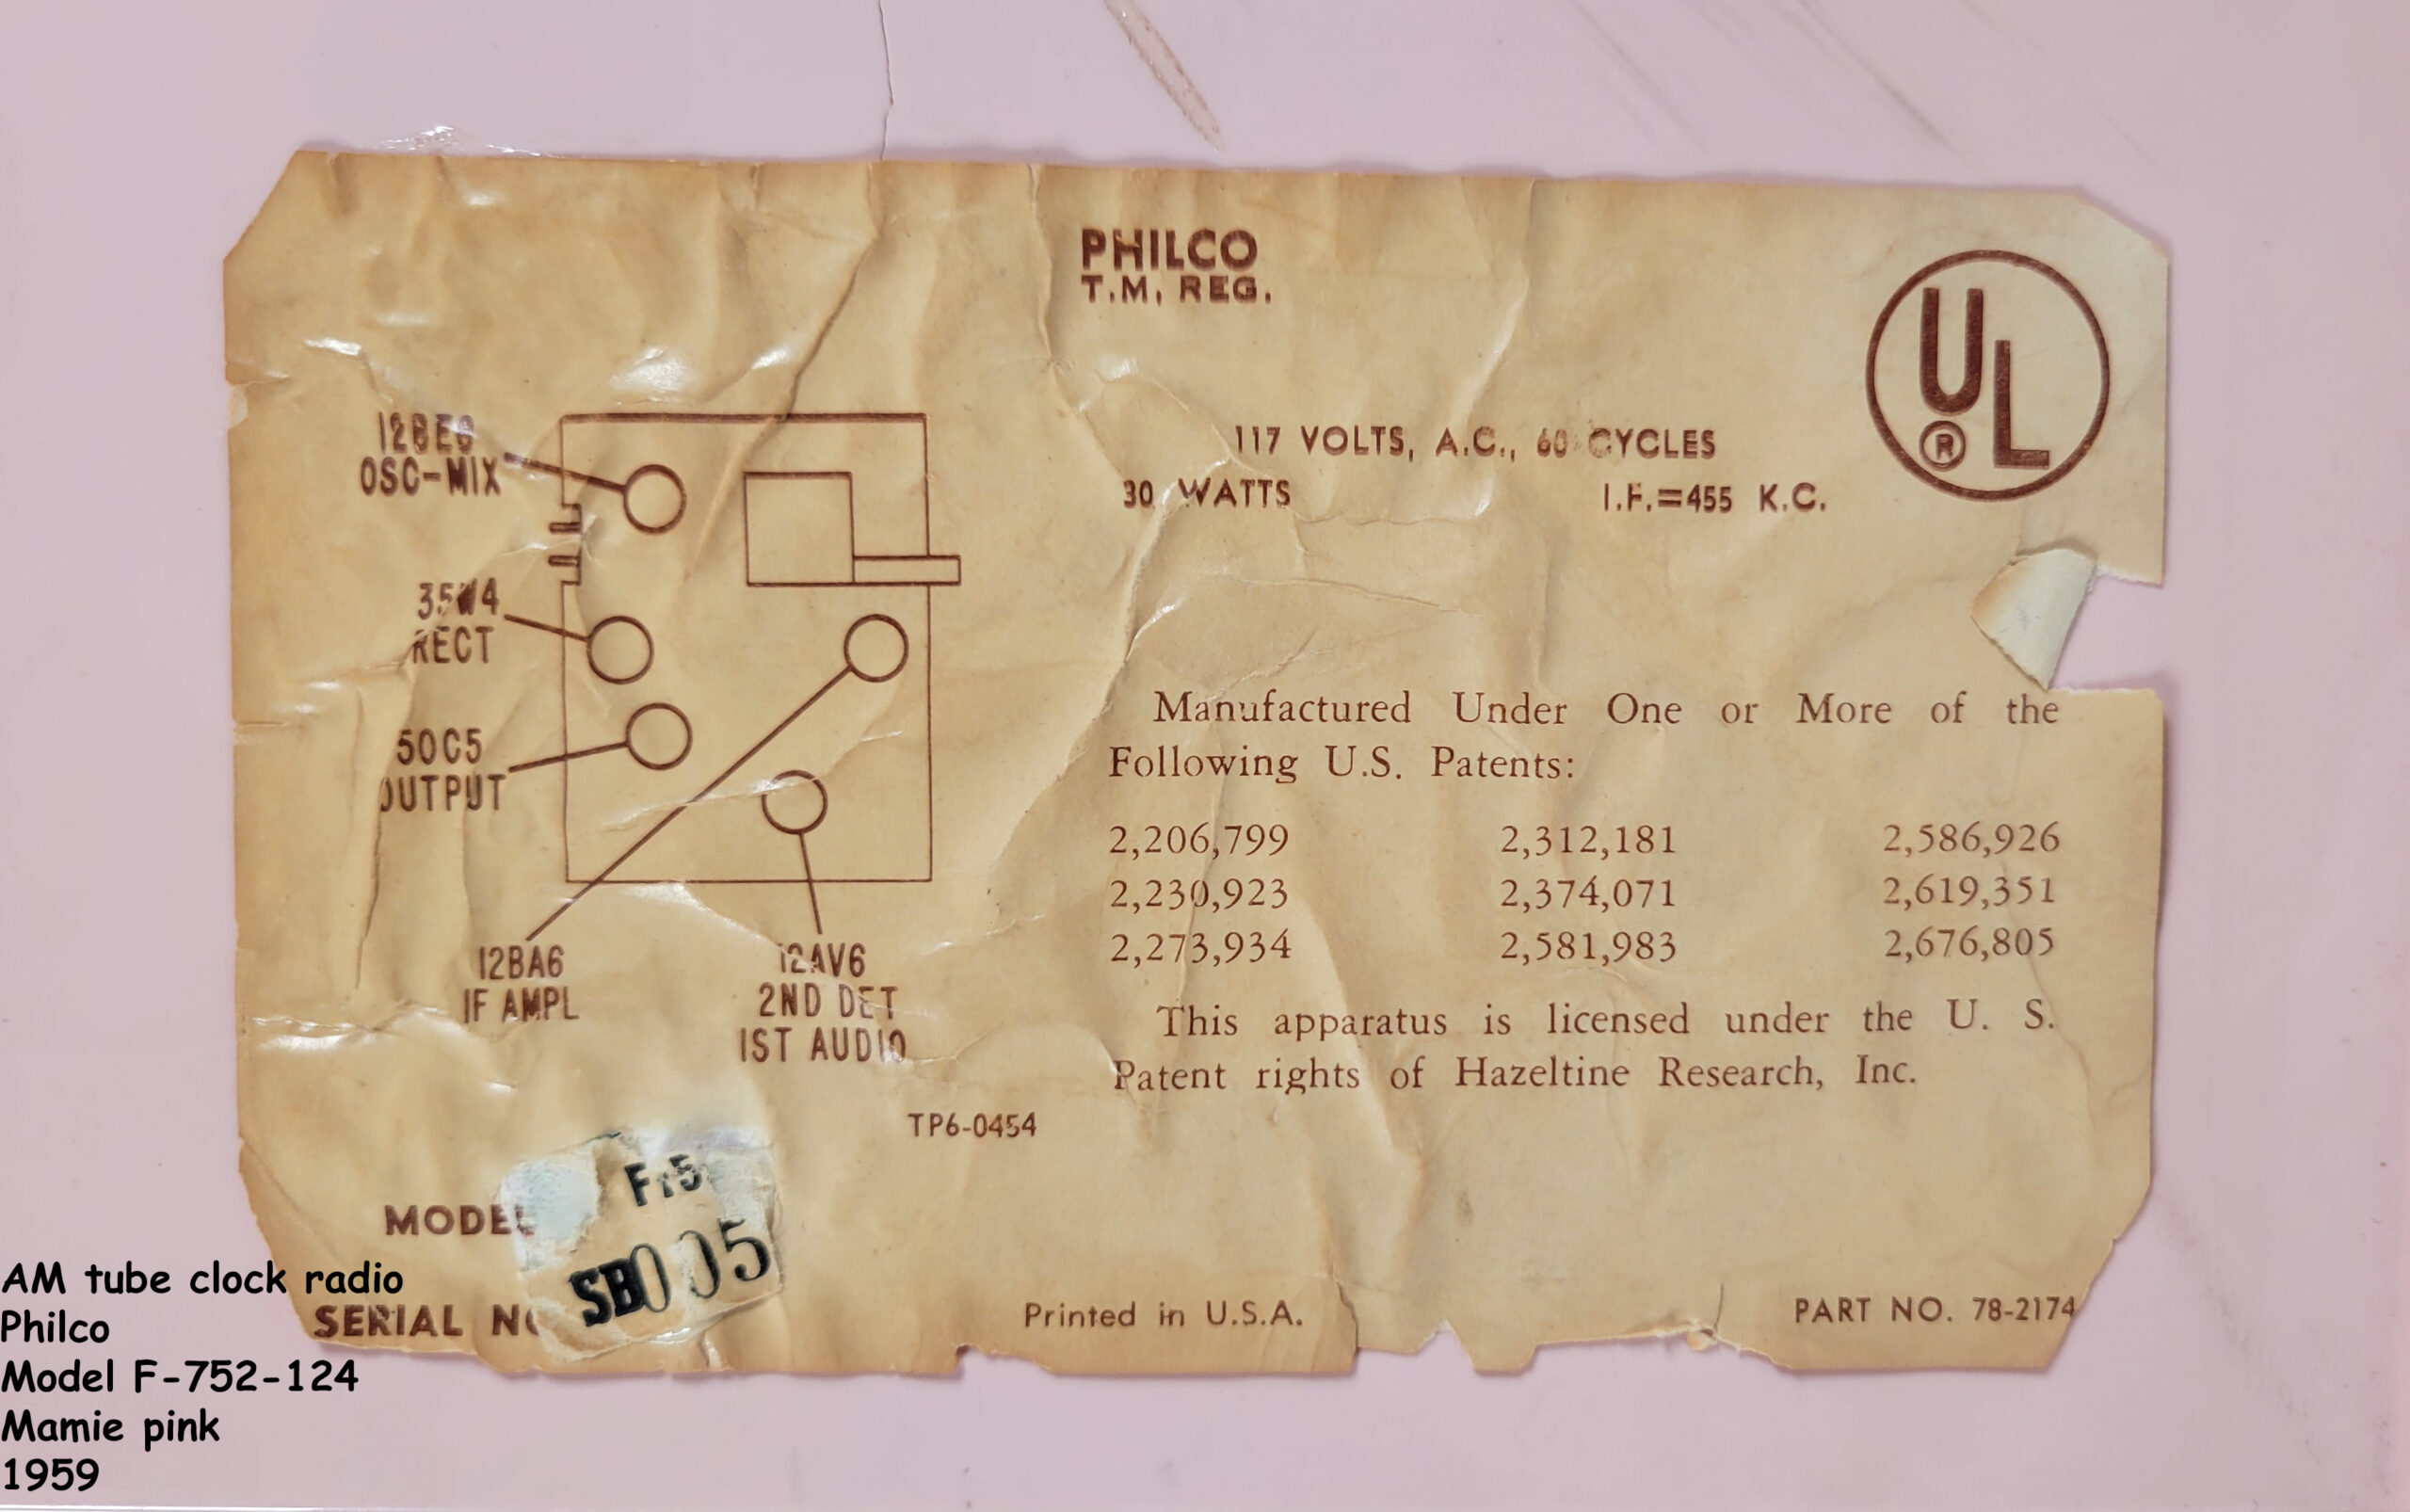 PHILCO
T.M. REG.
UL
®
117 VOLTS, A.C., 60 CYCLES
30 WATTS I.F.=455 K.C.
12BE6
OSC-MIX
35W4
RECT
50C5
OUTPUT
12BA6
IF AMPL
12AV6
2ND DET
1ST AUDIO
Manufactured Under One or More of the
Following U.S. Patents:
2,206,799 2,312,181 2,586,926
2,230,923 2,374,071 2,619,351
2,273,934 2,581,983 2,676,805
This apparatus is licensed under the U. S.
Patent rights of Hazeltine Research, Inc.
TP6-0454
MODEL
SERIAL
Printed in U.S.A.
PART NO. 78-2174
AM tube clock radio
Philco
Model F-752-124
Mamie pink
1959